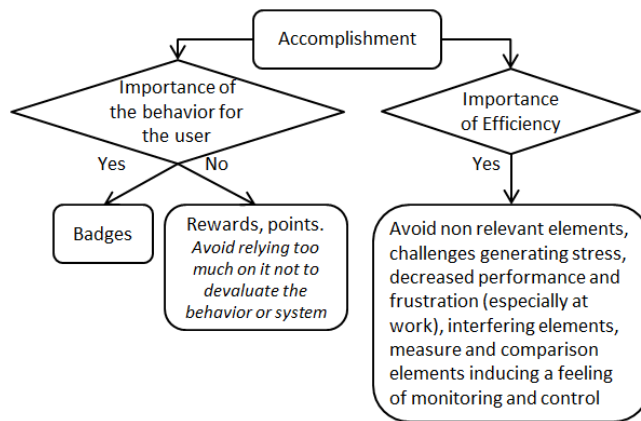 Accomplishment
Importance of
the behavior for
the user
Importance
of Efficiency
Yes
No
Yes
Badges
Rewards, points.
Avoid relying too
much on it not to
devaluate the
behavior or system
Avoid non relevant elements,
challenges generating stress,
decreased performance and
frustration (especially at
work), interfering elements,
measure and comparison
elements inducing a feeling
of monitoring and control